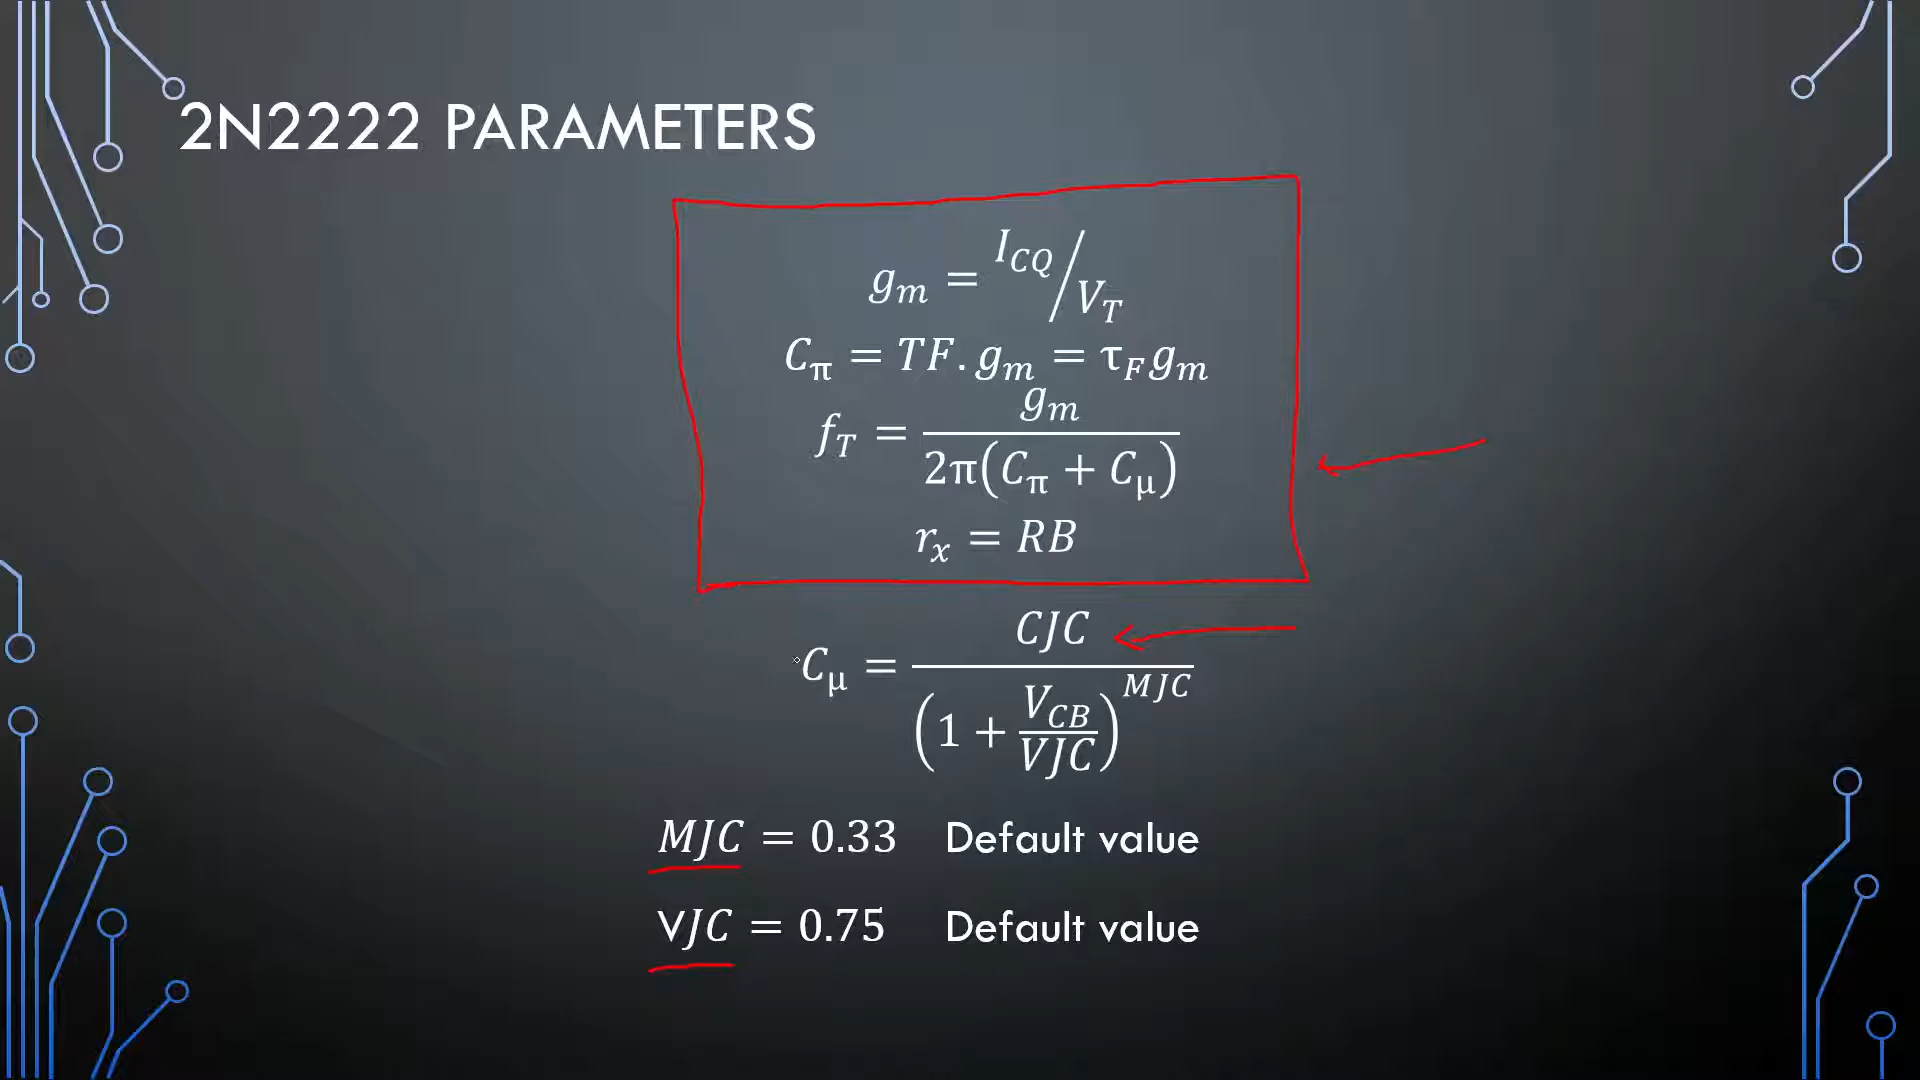 2N2222 PARAMETERS
g_m = I_CQ / V_T
C_π = TF. g_m = τ_F g_m
f_T = g_m / 2π(C_π + C_μ)
r_x = RB
C_μ = CJC / (1 + V_CB / VJC)^MJC
MJC = 0.33 Default value
VJC = 0.75 Default value